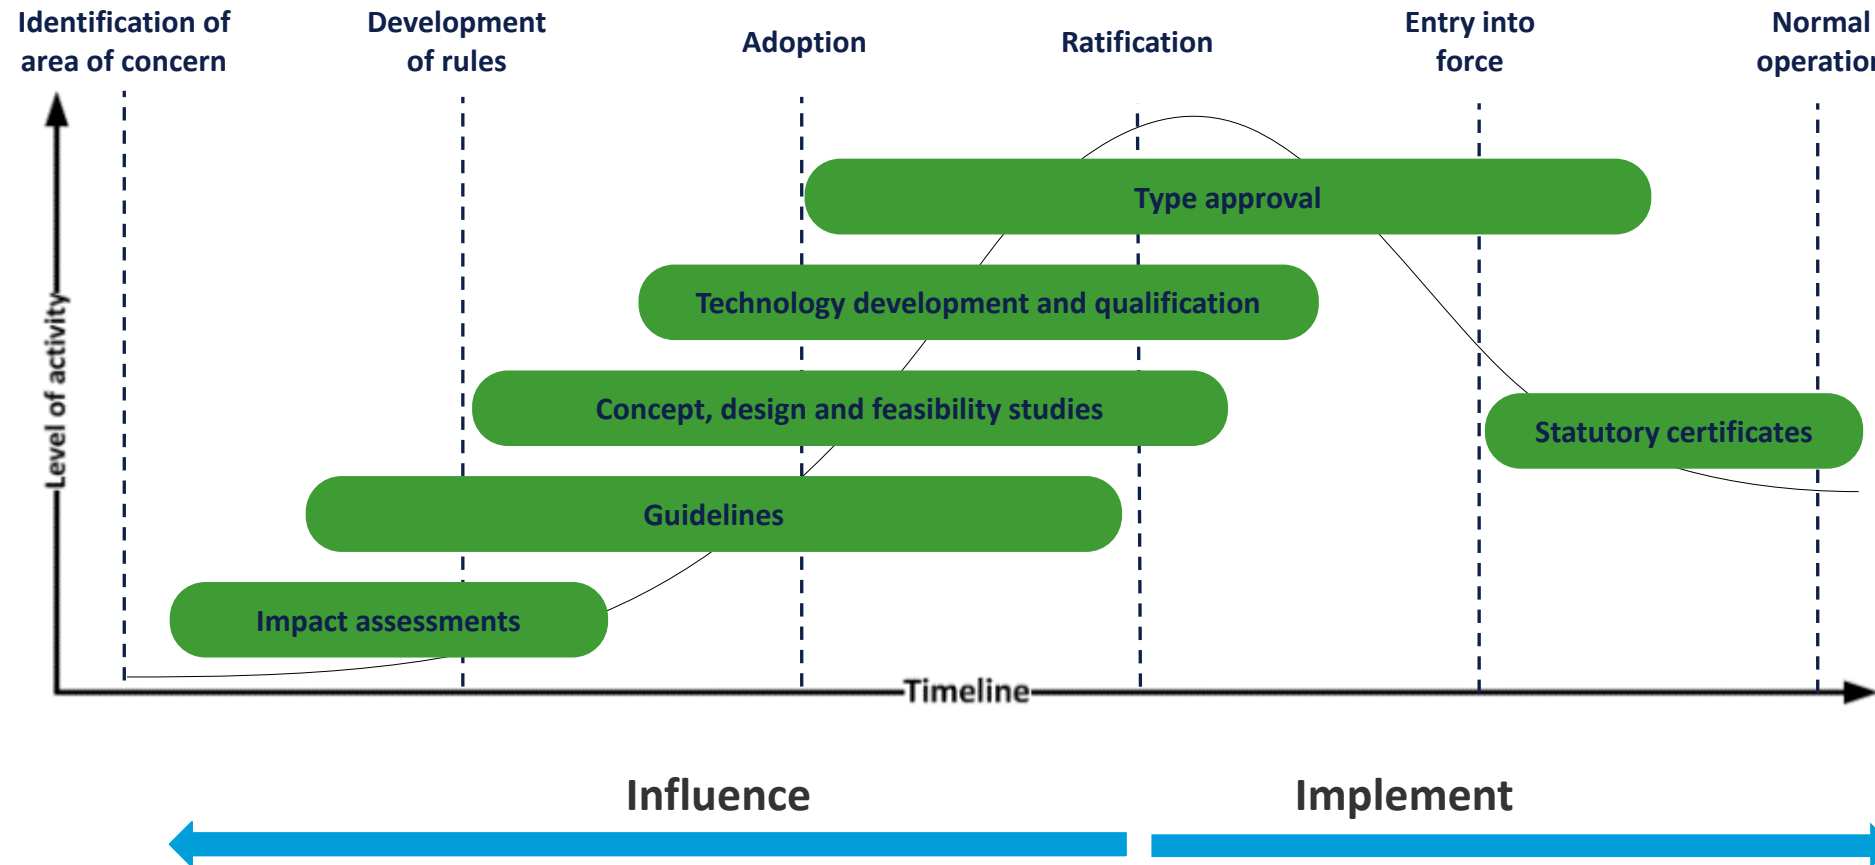 Identification of
area of concern
Development
of rules
Adoption
Ratification
Entry into
force
Normal
operation
Level of activity
Type approval
Technology development and qualification
Concept, design and feasibility studies
Statutory certificates
Guidelines
Impact assessments
Timeline
Influence
Implement